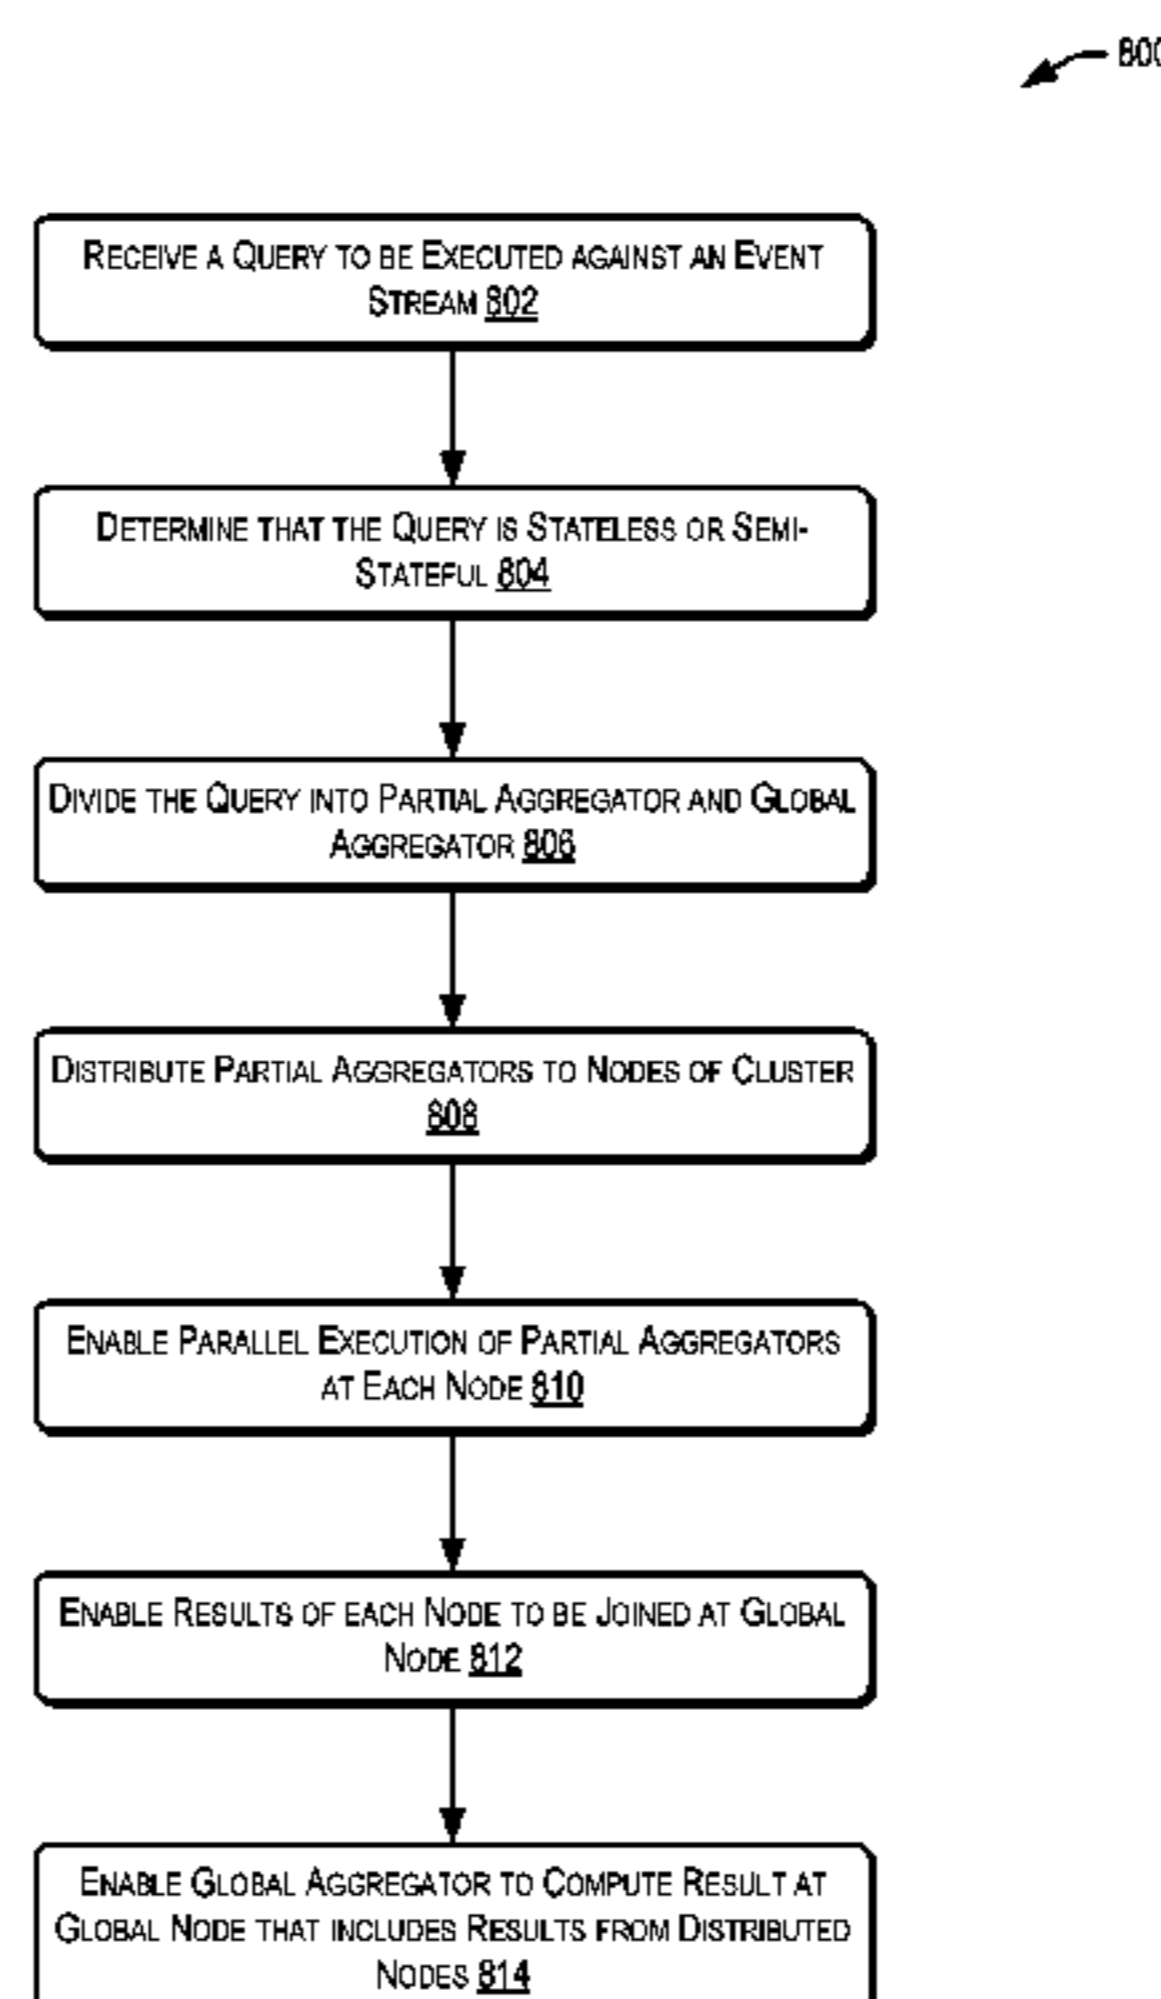 800
RECEIVE A QUERY TO BE EXECUTED AGAINST AN EVENT
STREAM 802
DETERMINE THAT THE QUERY IS STATELESS OR SEMI-
STATEFUL 804
DIVIDE THE QUERY INTO PARTIAL AGGREGATOR AND GLOBAL
AGGREGATOR 806
DISTRIBUTE PARTIAL AGGREGATORS TO NODES OF CLUSTER
808
ENABLE PARALLEL EXECUTION OF PARTIAL AGGREGATORS
AT EACH NODE 810
ENABLE RESULTS OF EACH NODE TO BE JOINED AT GLOBAL
NODE 812
ENABLE GLOBAL AGGREGATOR TO COMPUTE RESULT AT
GLOBAL NODE THAT INCLUDES RESULTS FROM DISTRIBUTED
NODES 814